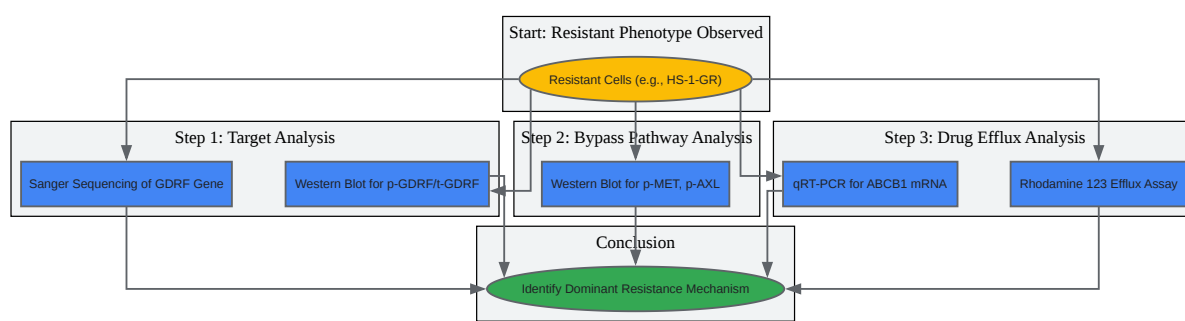 Start: Resistant Phenotype Observed
Resistant Cells (e.g., HS-1-GR)
Step 1: Target Analysis
Step 2: Bypass Pathway Analysis
Step 3: Drug Efflux Analysis
Sanger Sequencing of GDRF Gene
Western Blot for p-GDRF/t-GDRF
Western Blot for p-MET, p-AXL
qRT-PCR for ABCB1 mRNA
Rhodamine 123 Efflux Assay
Conclusion
Identify Dominant Resistance Mechanism